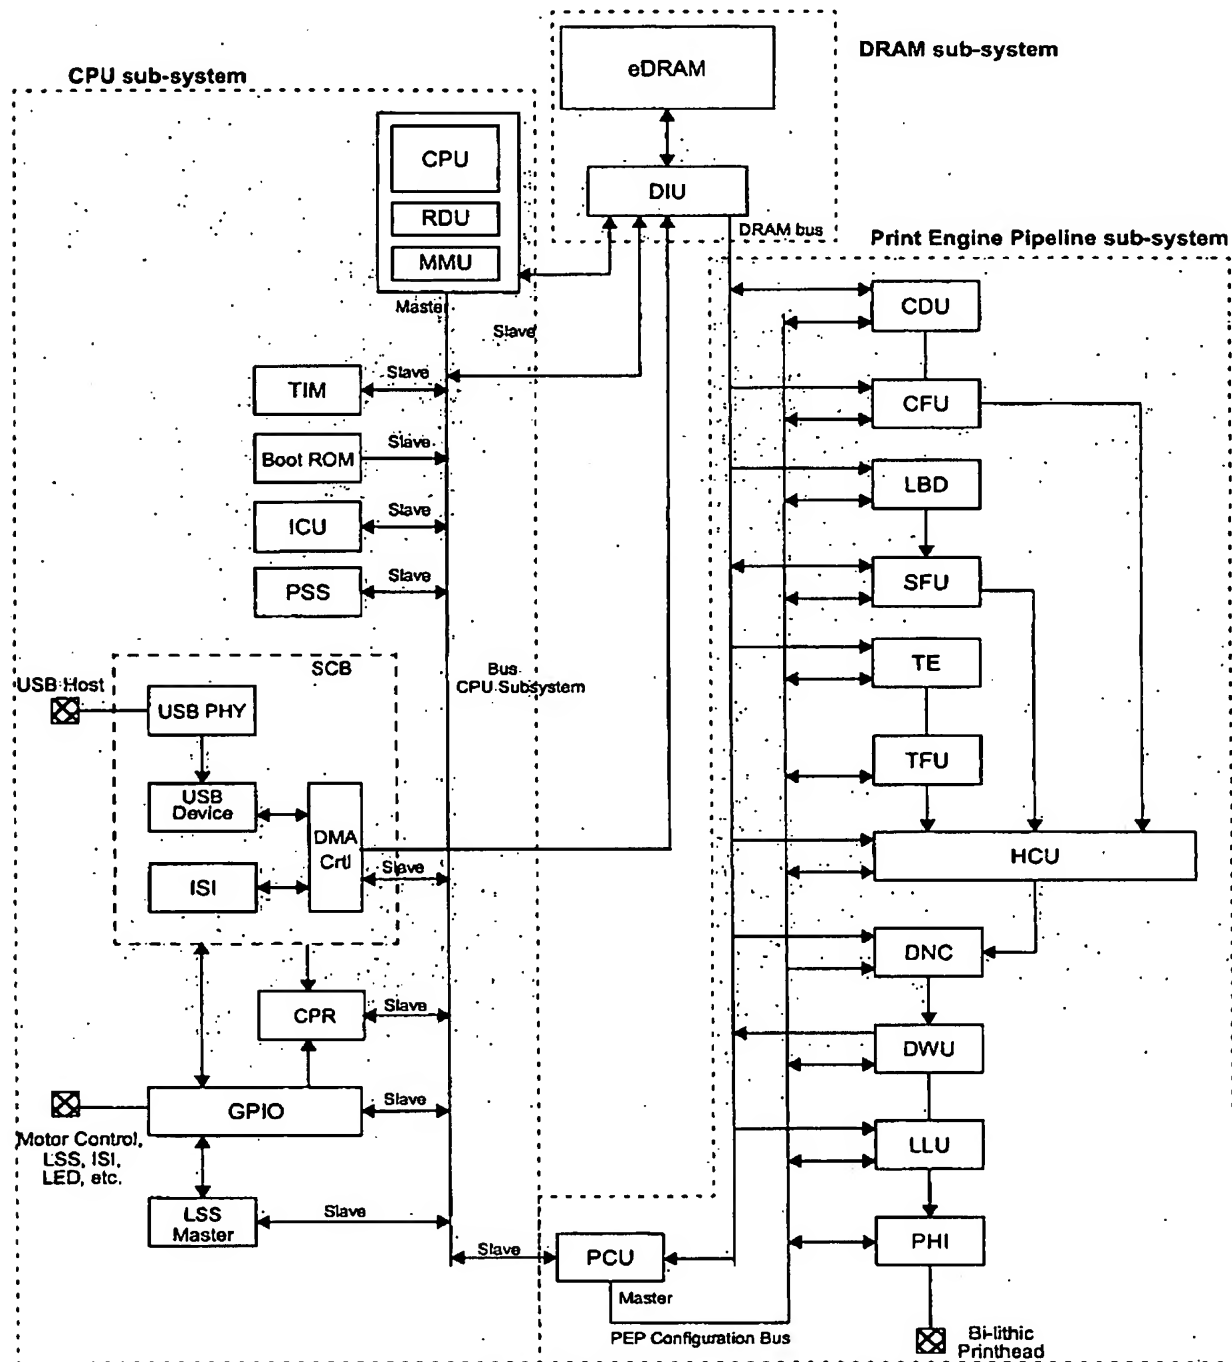 CPU sub-system
DRAM sub-system
eDRAM
CPU
RDU
MMU
DIU
DRAM bus
Print Engine Pipeline sub-system
Master
Slave
CDU
TIM
Slave
CFU
Boot ROM
Slave
LBD
ICU
Slave
PSS
Slave
SFU
SCB
TE
Bus
CPU Subsystem
USB Host
USB PHY
TFU
USB
Device
DMA
Crtl
HCU
ISI
Slave
DNC
CPR
Slave
DWU
GPIO
Slave
Motor Control,
LSS, ISI,
LED, etc.
LLU
LSS
Master
Slave
PHI
Slave
PCU
Master
PEP Configuration Bus
Bi-lithic
Printhead